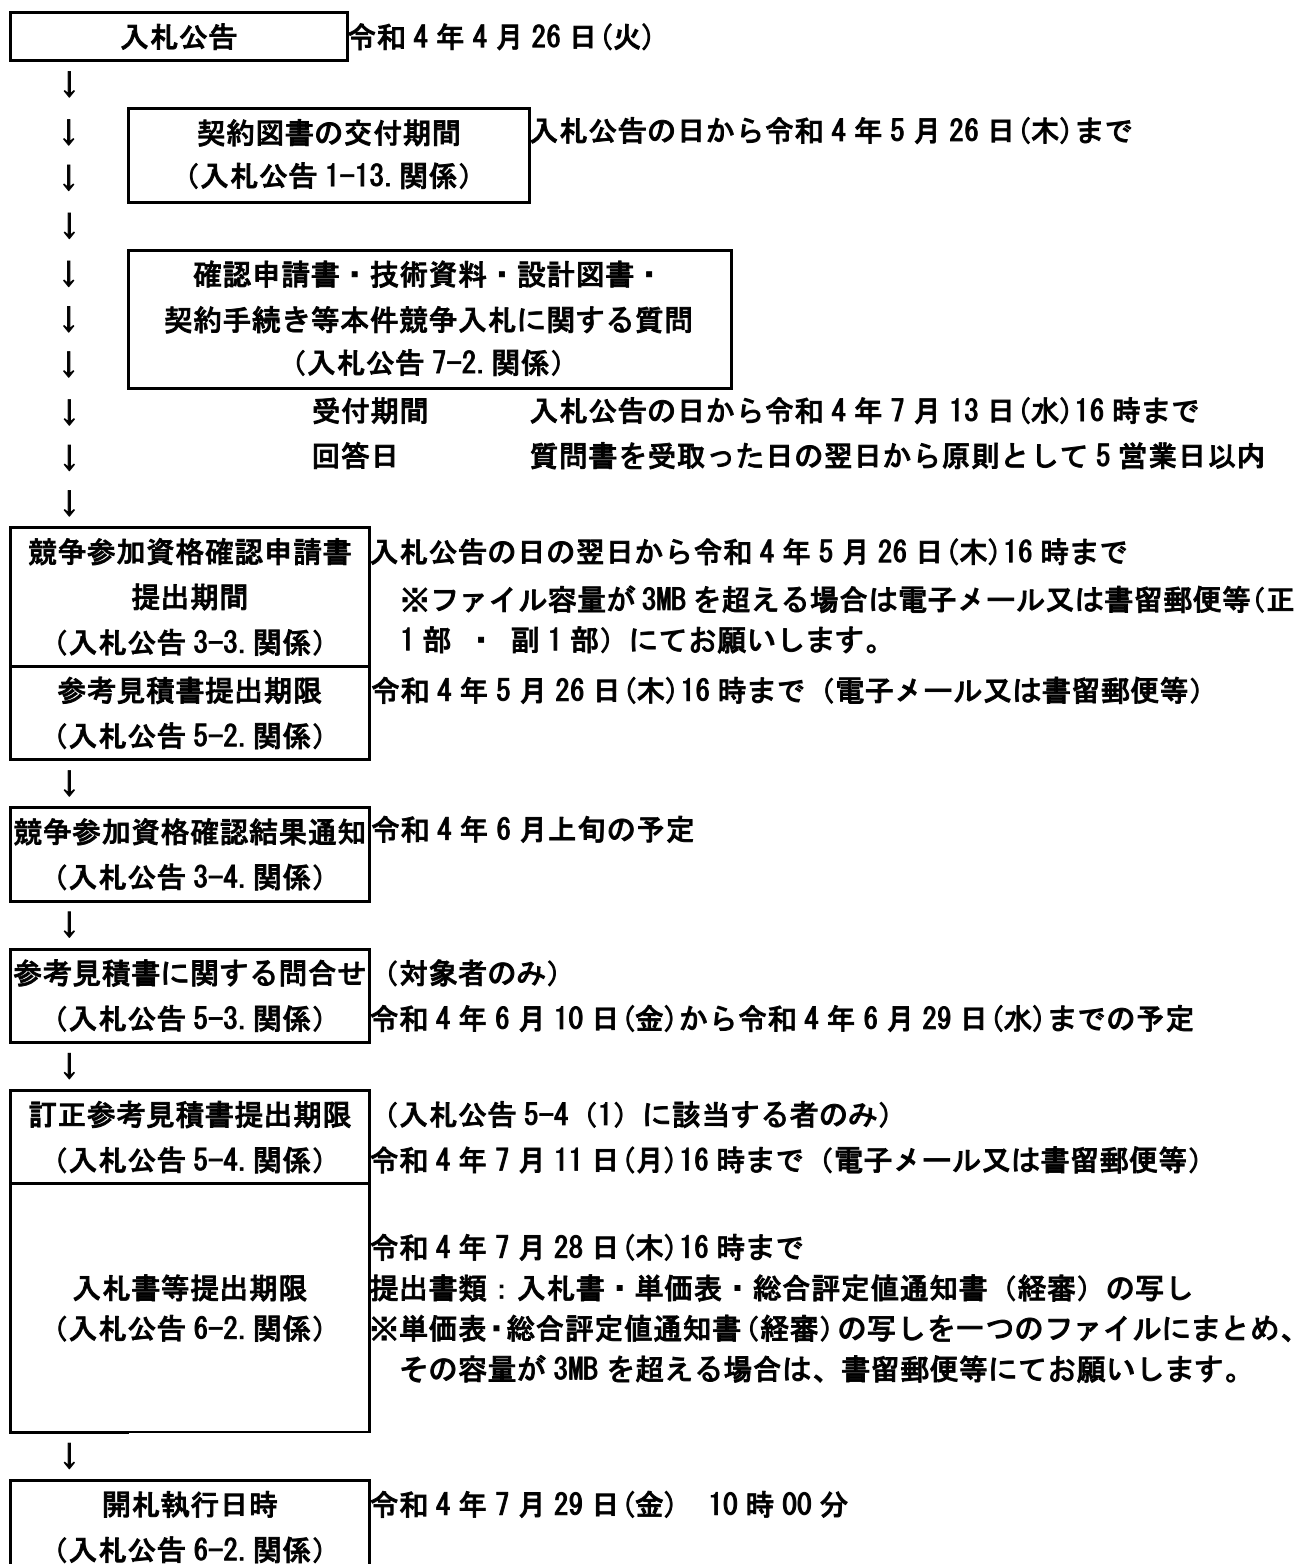 入札公告 令和4年4月26日(火)
↓
↓ 契約図書の交付期間 入札公告の日から令和4年5月26日(木)まで
↓ (入札公告1-13.関係)
↓
↓ 確認申請書・技術資料・設計図書・
↓ 契約手続き等本件競争入札に関する質問
↓ (入札公告7-2.関係)
↓ 受付期間 入札公告の日から令和4年7月13日(水)16時まで
↓ 回答日 質問書を受取った日の翌日から原則として5営業日以内
↓
競争参加資格確認申請書 入札公告の日の翌日から令和4年5月26日(木)16時まで
提出期間 ※ファイル容量が3MBを超える場合は電子メール又は書留郵便等(正
(入札公告3-3.関係) 1部 ・ 副1部)にてお願いします。
参考見積書提出期限 令和4年5月26日(木)16時まで(電子メール又は書留郵便等)
(入札公告5-2.関係)
↓
競争参加資格確認結果通知 令和4年6月上旬の予定
(入札公告3-4.関係)
↓
参考見積書に関する問合せ (対象者のみ)
(入札公告5-3.関係) 令和4年6月10日(金)から令和4年6月29日(水)までの予定
↓
訂正参考見積書提出期限 (入札公告5-4(1)に該当する者のみ)
(入札公告5-4.関係) 令和4年7月11日(月)16時まで(電子メール又は書留郵便等)
令和4年7月28日(木)16時まで
入札書等提出期限 提出書類:入札書・単価表・総合評定値通知書(経審)の写し
(入札公告6-2.関係) ※単価表・総合評定値通知書(経審)の写しを一つのファイルにまとめ、
その容量が3MBを超える場合は、書留郵便等にてお願いします。
↓
開札執行日時 令和4年7月29日(金) 10時00分
(入札公告6-2.関係)